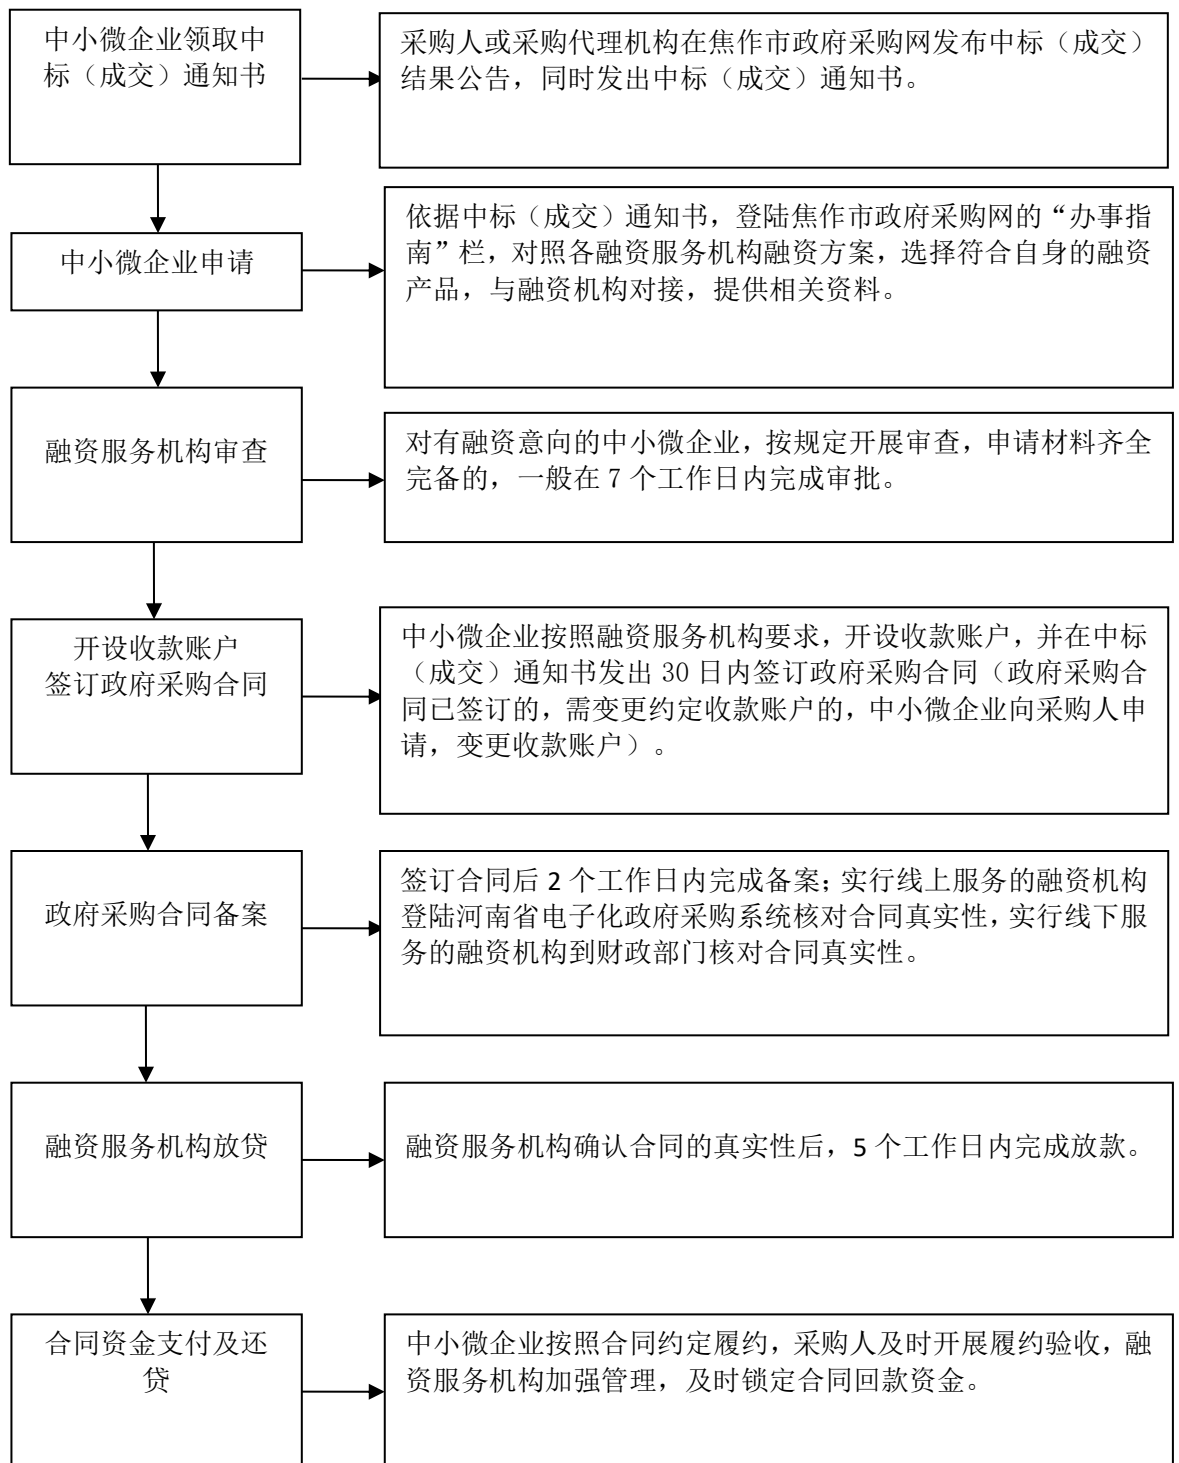 中小微企业领取中
标（成交）通知书
采购人或采购代理机构在焦作市政府采购网发布中标（成交）
结果公告，同时发出中标（成交）通知书。
中小微企业申请
依据中标（成交）通知书，登陆焦作市政府采购网的“办事指
南”栏，对照各融资服务机构融资方案，选择符合自身的融资
产品，与融资机构对接，提供相关资料。
融资服务机构审查
对有融资意向的中小微企业，按规定开展审查，申请材料齐全
完备的，一般在 7 个工作日内完成审批。
开设收款账户
签订政府采购合同
中小微企业按照融资服务机构要求，开设收款账户，并在中标
（成交）通知书发出 30 日内签订政府采购合同（政府采购合
同已签订的，需变更约定收款账户的，中小微企业向采购人申
请，变更收款账户）。
政府采购合同备案
签订合同后 2 个工作日内完成备案；实行线上服务的融资机构
登陆河南省电子化政府采购系统核对合同真实性，实行线下服
务的融资机构到财政部门核对合同真实性。
融资服务机构放贷
融资服务机构确认合同的真实性后，5 个工作日内完成放款。
合同资金支付及还
贷
中小微企业按照合同约定履约，采购人及时开展履约验收，融
资服务机构加强管理，及时锁定合同回款资金。